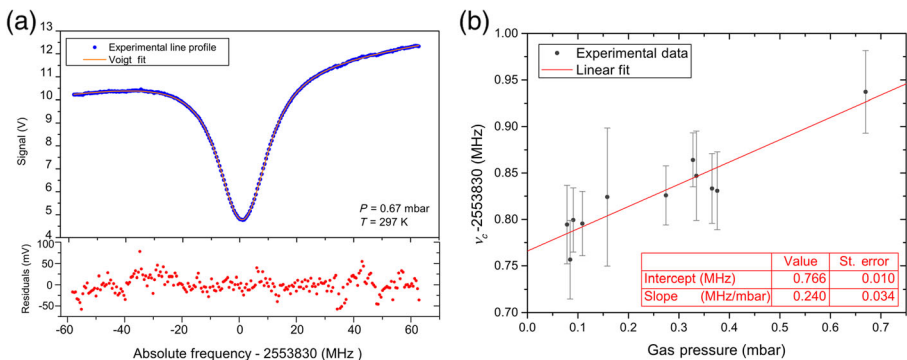 (a)
13
12
11
10
9
8
7
6
5
4
Signal (V)
Experimental line profile
Voigt fit
P = 0.67 mbar
T = 297 K
100
50
0
-50
Residuals (mV)
-60 -40 -20 0 20 40 60
Absolute frequency - 2553830 (MHz )
(b)
1.00
0.95
0.90
0.85
0.80
0.75
0.70
νc -2553830 (MHz)
Experimental data
Linear fit
Value St. error
Intercept (MHz) 0.766 0.010
Slope (MHz/mbar) 0.240 0.034
0.0 0.1 0.2 0.3 0.4 0.5 0.6 0.7
Gas pressure (mbar)